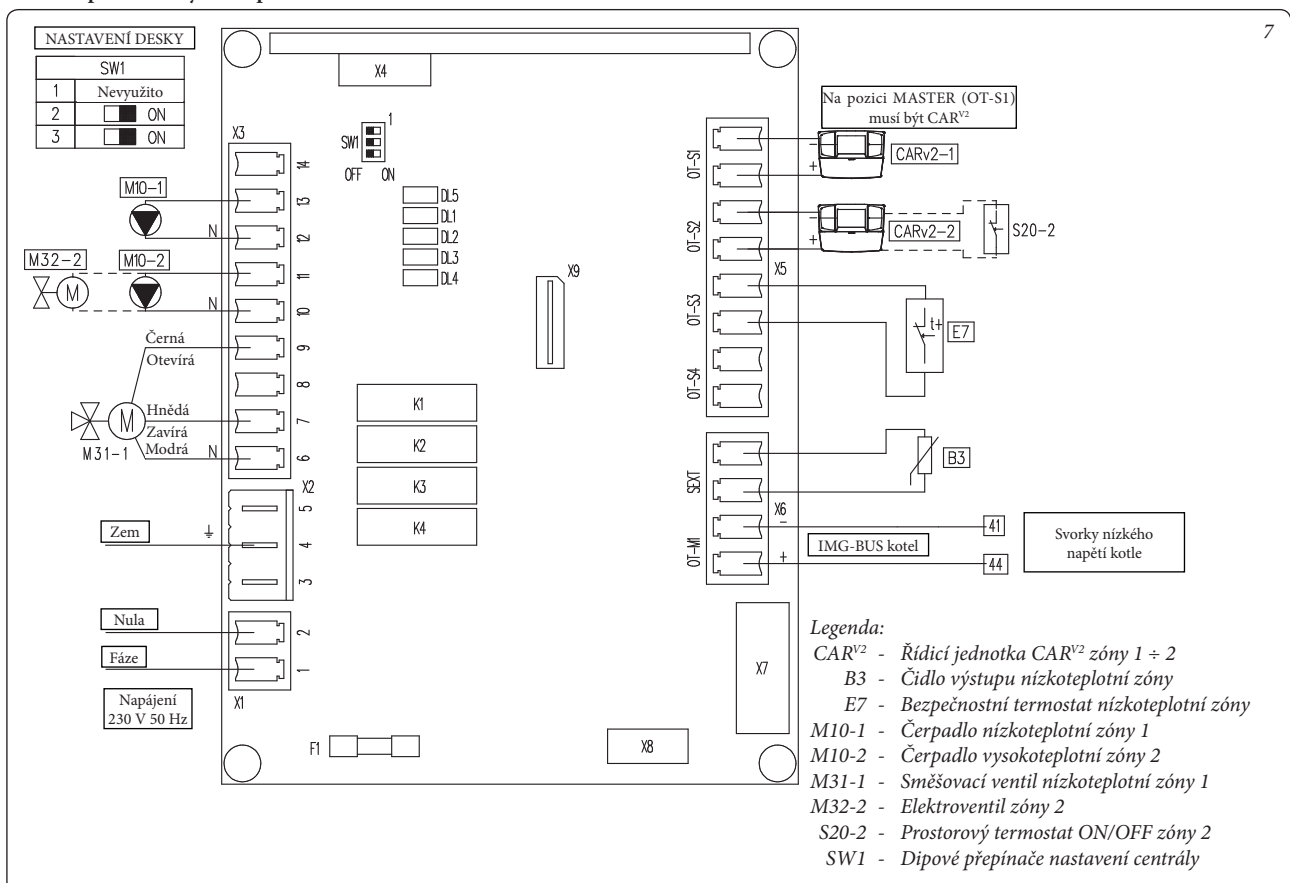 7
NASTAVENÍ DESKY
SW1
1 Nevyužito
2 ON
3 ON
X4
1
SW1
OFF ON
DL5
DL1
DL2
DL3
DL4
X9
K1
K2
K3
K4
X3
14
13
12
11
10
9
8
7
6
X2
5
4
3
2
1
X1
F1
X8
X7
M10-1
N
M32-2
M10-2
M
N
Černá
Otevírá
M
Hnědá
Zavírá
Modrá
N
M31-1
Zem
Nula
Fáze
Napájení
230 V 50 Hz
Na pozici MASTER (OT-S1)
musí být CARV2
OT-S1
-
+
CARv2-1
OT-S2
-
+
CARv2-2
S20-2
X5
OT-S3
t+
E7
OT-S4
SEXT
B3
X6
OT-M1
-
+
IMG-BUS kotel
41
44
Svorky nízkého
napětí kotle
Legenda:
CARV2 - Řídicí jednotka CARV2 zóny 1 ÷ 2
B3 - Čidlo výstupu nízkoteplotní zóny
E7 - Bezpečnostní termostat nízkoteplotní zóny
M10-1 - Čerpadlo nízkoteplotní zóny 1
M10-2 - Čerpadlo vysokoteplotní zóny 2
M31-1 - Směšovací ventil nízkoteplotní zóny 1
M32-2 - Elektroventil zóny 2
S20-2 - Prostorový termostat ON/OFF zóny 2
SW1 - Dipové přepínače nastavení centrály